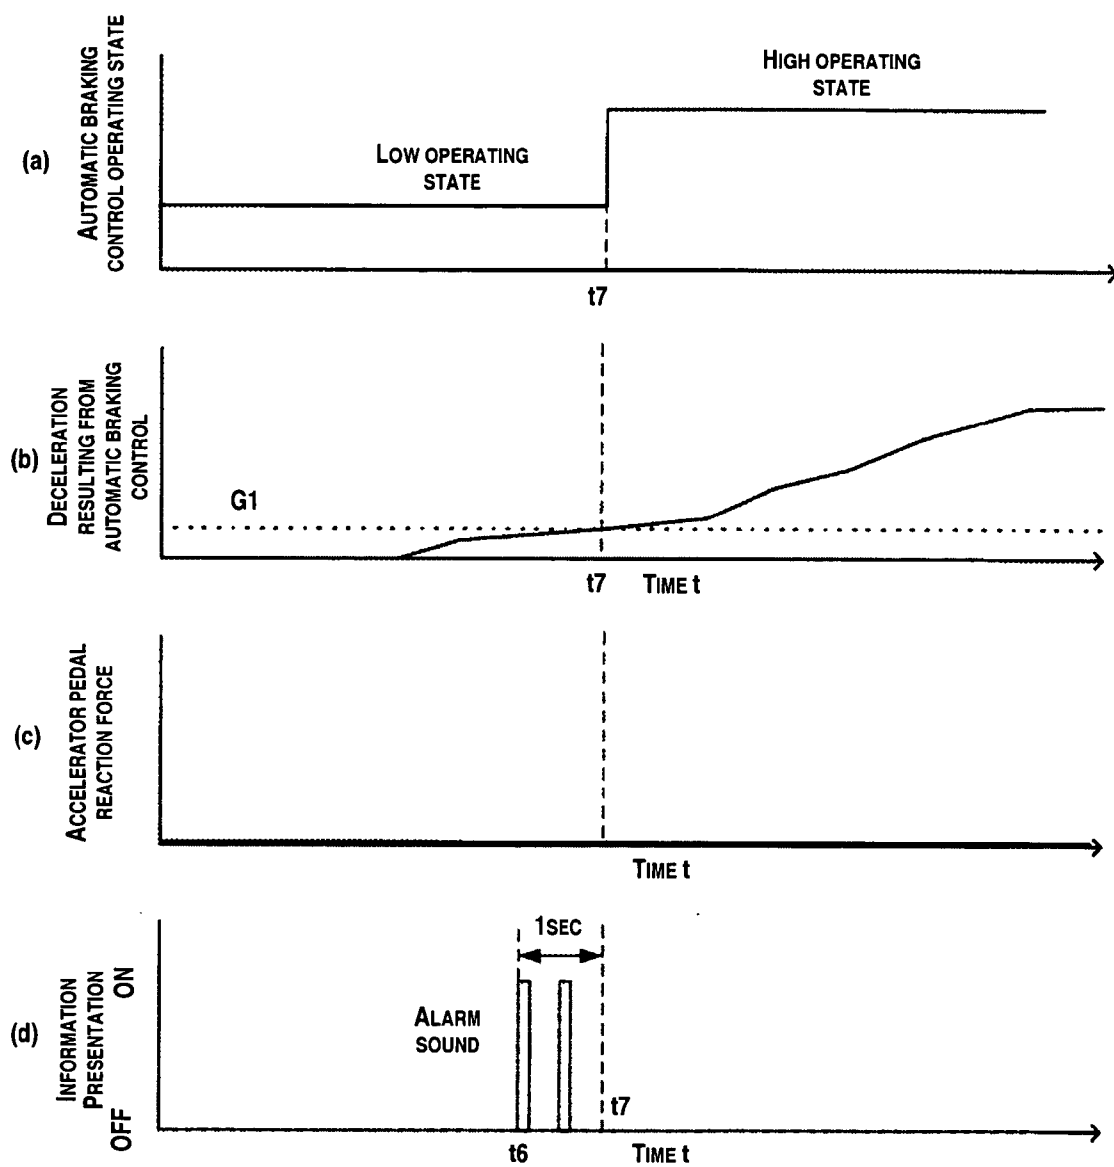 (a)
AUTOMATIC BRAKING
CONTROL OPERATING STATE
HIGH OPERATING
STATE
LOW OPERATING
STATE
t7
(b)
DECELERATION
RESULTING FROM
AUTOMATIC BRAKING
CONTROL
G1
t7 TIME t
(c)
ACCELERATOR PEDAL
REACTION FORCE
TIME t
(d)
INFORMATION
PRESENTATION
OFF ON
1SEC
ALARM
SOUND
t7
t6 TIME t